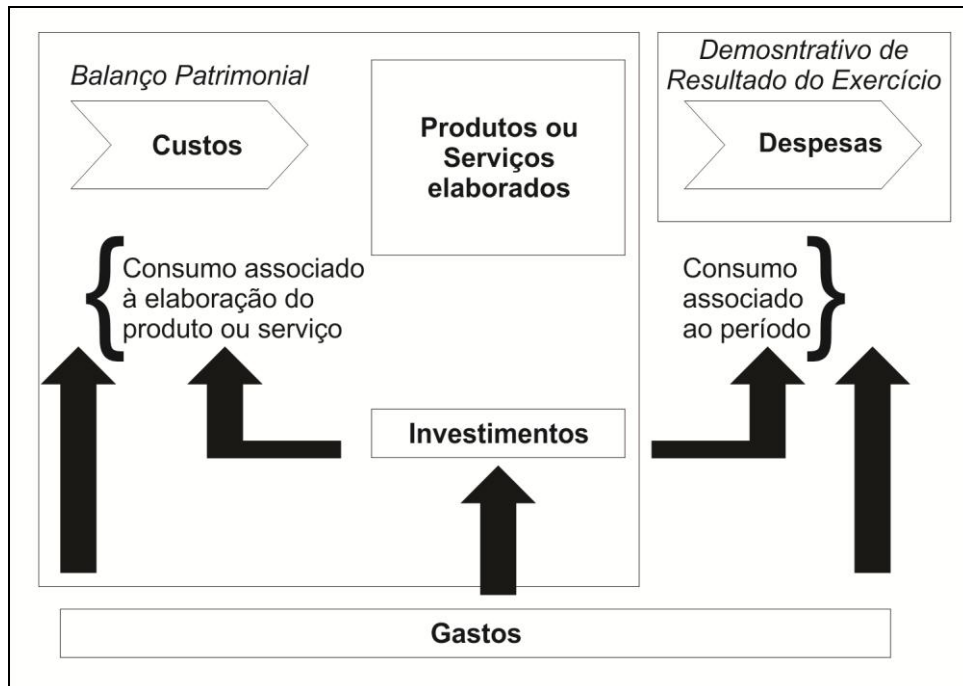 Balanço Patrimonial
Custos
Produtos ou
Serviços
elaborados
Demosntrativo de
Resultado do Exercício
Despesas
Consumo associado
à elaboração do
produto ou serviço
Consumo
associado
ao período
Investimentos
Gastos